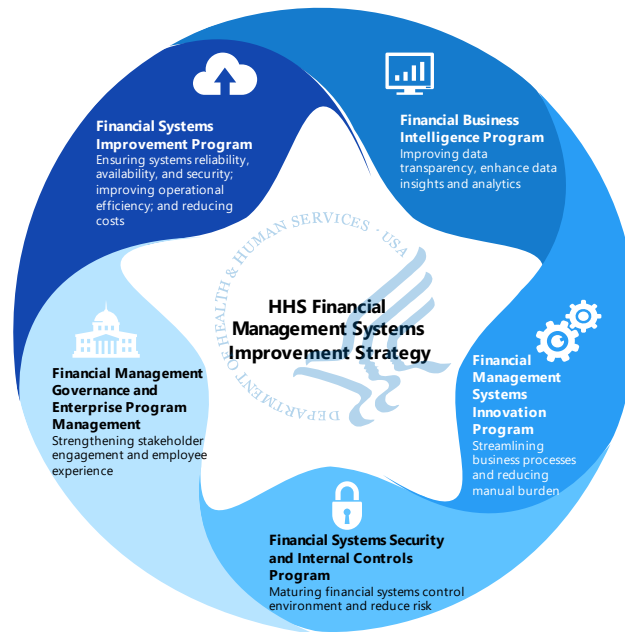 Financial Systems
Improvement Program
Ensuring systems reliability,
availability, and security;
improving operational
efficiency; and reducing
costs
Financial Business
Intelligence Program
Improving data
transparency, enhance data
insights and analytics
DEPARTMENT OF HEALTH & HUMAN SERVICES · USA
HHS Financial
Management Systems
Improvement Strategy
Financial
Management
Systems
Innovation
Program
Streamlining
business processes
and reducing
manual burden
Financial Management
Governance and
Enterprise Program
Management
Strengthening stakeholder
engagement and employee
experience
Financial Systems Security
and Internal Controls
Program
Maturing financial systems control
environment and reduce risk